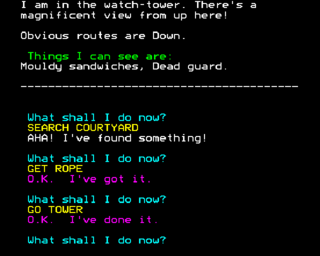 I am in the watch-tower. There's a
magnificent view from up here!
Obvious routes are Down.
Things I can see are:
Mouldy sandwiches, Dead guard.
----------------------------------------
What shall I do now?
SEARCH COURTYARD
AHA! I've found something!
What shall I do now?
GET ROPE
O.K. I've got it.
What shall I do now?
GO TOWER
O.K. I've done it.
What shall I do now?